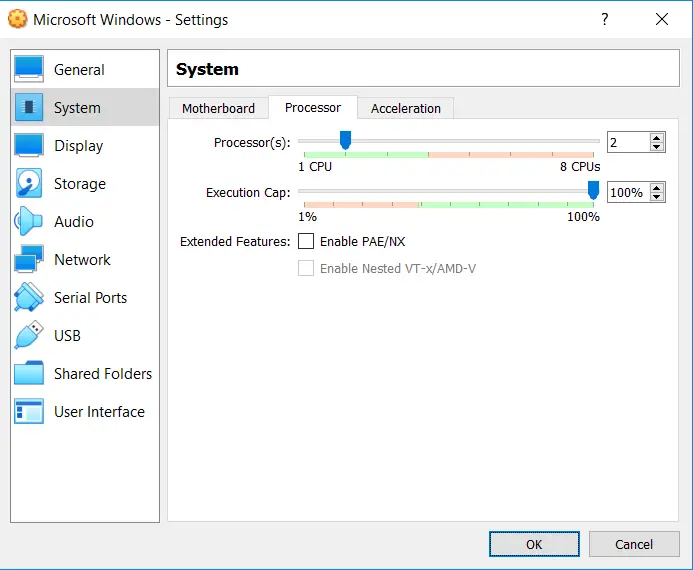 Microsoft Windows - Settings
?
General
System
Display
Storage
Audio
Network
Serial Ports
USB
Shared Folders
User Interface
System
Motherboard Processor Acceleration
Processor(s): 2
1 CPU 8 CPUs
Execution Cap: 100%
1% 100%
Extended Features: Enable PAE/NX
Enable Nested VT-x/AMD-V
OK Cancel